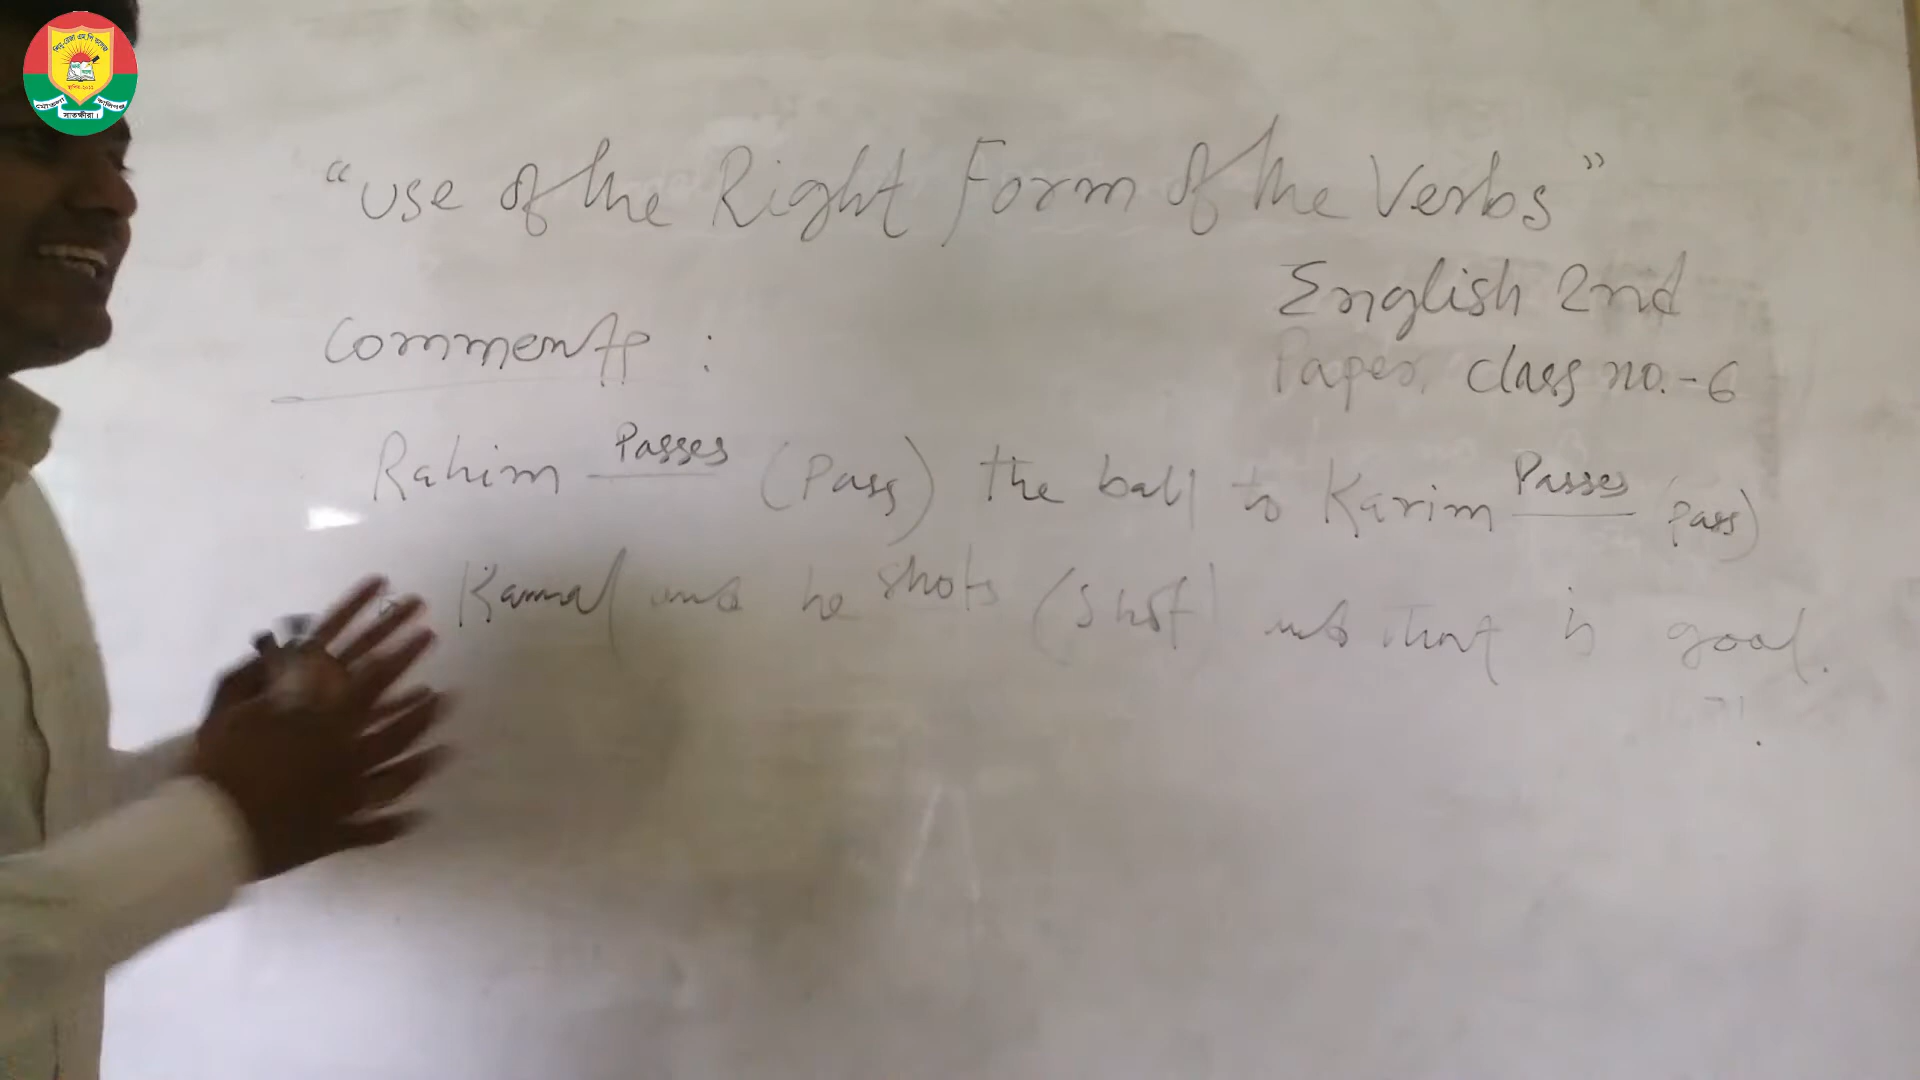 সাতক্ষীরা।
"Use of the Right Form of the Verbs"
English 2nd
Paper, class no.-6
Comments :
Rahim Passes (Pass) the ball to Karim Passes (pass)
Kamal and he shots (shot) and that is goal.